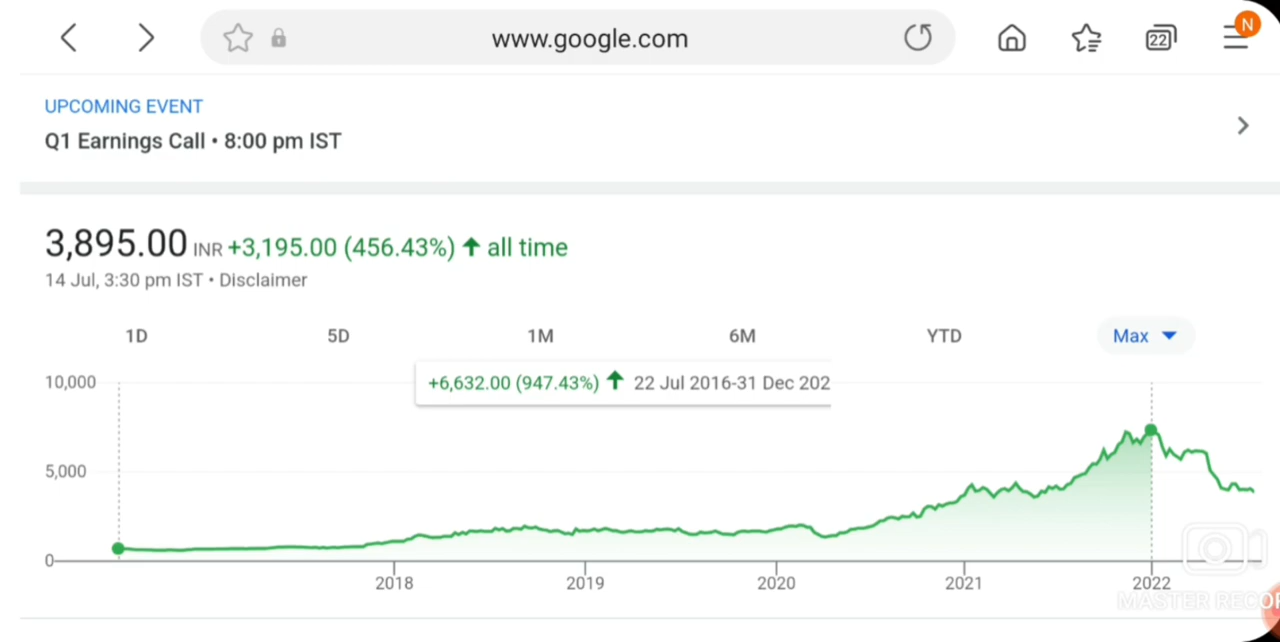 www.google.com
22
N
UPCOMING EVENT
Q1 Earnings Call • 8:00 pm IST
3,895.00 INR +3,195.00 (456.43%) ↑ all time
14 Jul, 3:30 pm IST • Disclaimer
1D 5D 1M 6M YTD Max
+6,632.00 (947.43%) ↑ 22 Jul 2016-31 Dec 202
10,000
5,000
0
2018 2019 2020 2021 2022
MASTER RECOR